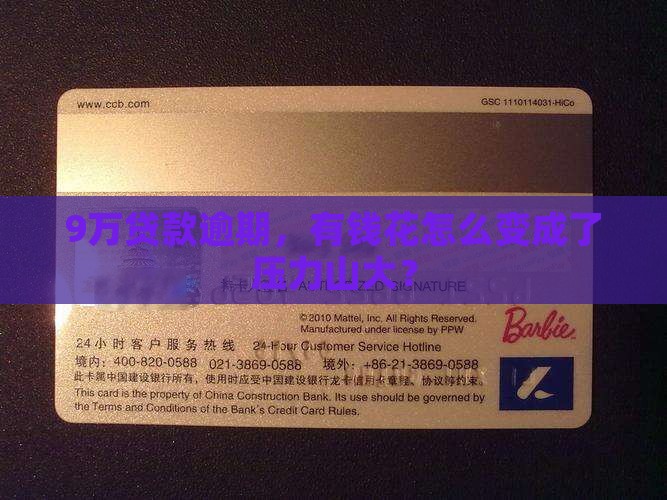 www.ccb.com
GSC 1110114031-HiCo
9万贷款逾期，有钱花怎么变成了
压力山大？
AUTHORIZED SIGNATURE
©2010 Mattel, Inc. All Rights Reserved.
Manufactured under license by PPW
Barbie
24小时客户服务热线 24-Hour Customer Service Hotline
境内：400-820-0588 021-3869-0588 境外：+86-21-3869-0588
此卡属中国建设银行所有，使用时应受中国建设银行龙卡信用卡章程、协议等约束。
This card is the property of China Construction Bank. Its use should be governed by
the Terms and Conditions of the Bank's Credit Card Rules.